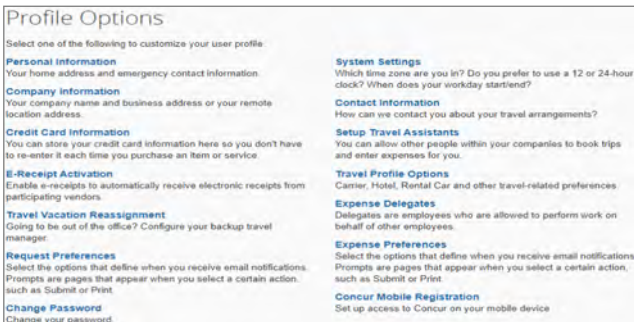 Profile Options
Select one of the following to customize your user profile
Personal Information
Your home address and emergency contact information.
Company Information
Your company name and business address or your remote
location address.
Credit Card Information
You can store your credit card information here so you don't have
to re-enter it each time you purchase an item or service.
E-Receipt Activation
Enable e-receipts to automatically receive electronic receipts from
participating vendors.
Travel Vacation Reassignment
Going to be out of the office? Configure your backup travel
manager.
Request Preferences
Select the options that define when you receive email notifications.
Prompts are pages that appear when you select a certain action,
such as Submit or Print.
Change Password
Change your password.
System Settings
Which time zone are you in? Do you prefer to use a 12 or 24-hour
clock? When does your workday start/end?
Contact Information
How can we contact you about your travel arrangements?
Setup Travel Assistants
You can allow other people within your companies to book trips
and enter expenses for you.
Travel Profile Options
Carrier, Hotel, Rental Car and other travel-related preferences.
Expense Delegates
Delegates are employees who are allowed to perform work on
behalf of other employees.
Expense Preferences
Select the options that define when you receive email notifications.
Prompts are pages that appear when you select a certain action,
such as Submit or Print.
Concur Mobile Registration
Set up access to Concur on your mobile device